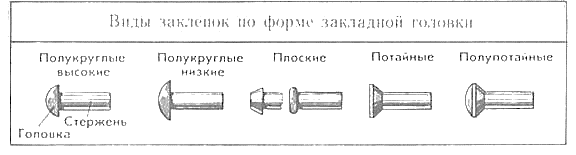 Виды заклепок по форме закладной головки
Полукруглые высокие
Полукруглые низкие
Плоские
Потайные
Полупотайные
Стержень
Головка